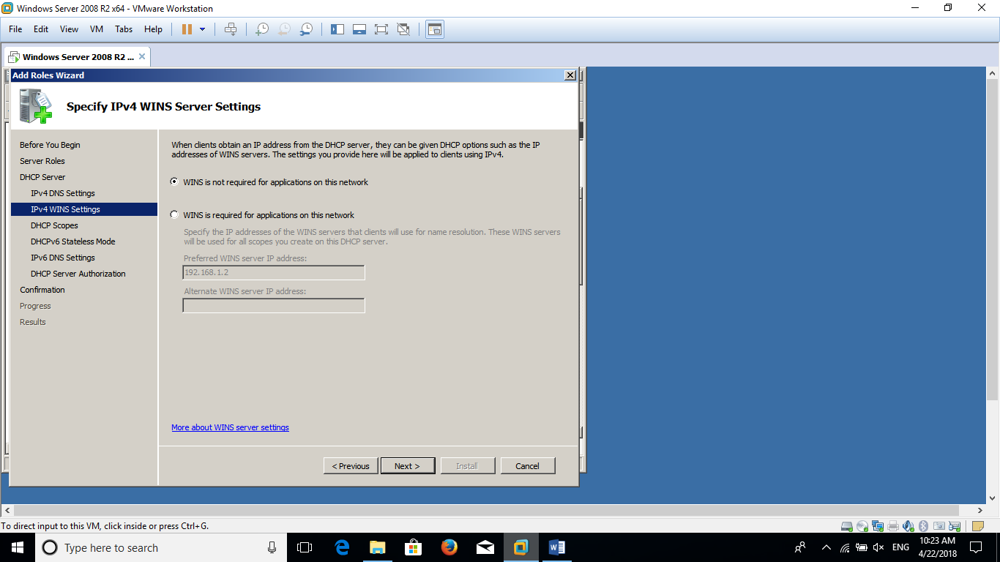 Windows Server 2008 R2 x64 - VMware Workstation
File Edit View VM Tabs Help
Windows Server 2008 R2 ...
Add Roles Wizard
Specify IPv4 WINS Server Settings
Before You Begin
Server Roles
DHCP Server
IPv4 DNS Settings
IPv4 WINS Settings
DHCP Scopes
DHCPv6 Stateless Mode
IPv6 DNS Settings
DHCP Server Authorization
Confirmation
Progress
Results
When clients obtain an IP address from the DHCP server, they can be given DHCP options such as the IP
addresses of WINS servers. The settings you provide here will be applied to clients using IPv4.
WINS is not required for applications on this network
WINS is required for applications on this network
Specify the IP addresses of the WINS servers that clients will use for name resolution. These WINS servers
will be used for all scopes you create on this DHCP server.
Preferred WINS server IP address:
192.168.1.2
Alternate WINS server IP address:
More about WINS server settings
< Previous Next > Install Cancel
To direct input to this VM, click inside or press Ctrl+G.
Type here to search
ENG
10:23 AM
4/22/2018